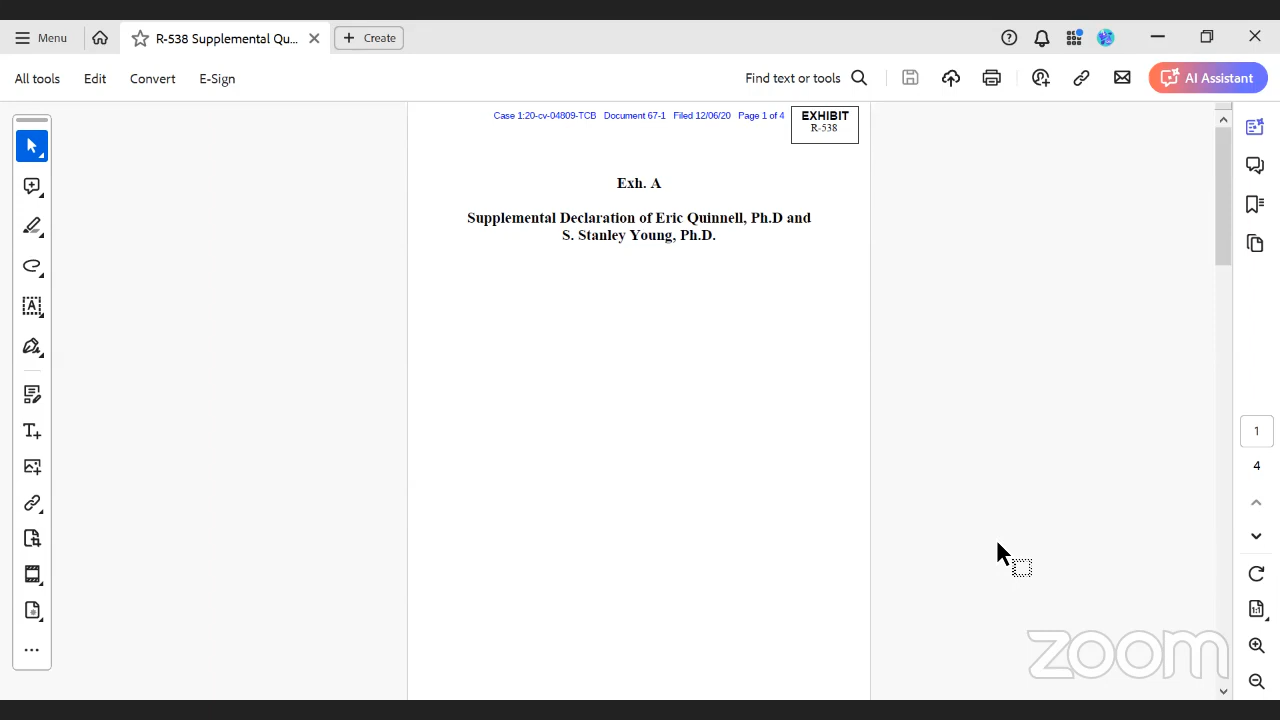 Menu
R-538 Supplemental Qu...
Create
All tools
Edit
Convert
E-Sign
Find text or tools
AI Assistant
Case 1:20-cv-04809-TCB Document 67-1 Filed 12/06/20 Page 1 of 4
EXHIBIT
R-538
Exh. A
Supplemental Declaration of Eric Quinnell, Ph.D and
S. Stanley Young, Ph.D.
1
4
1:1
zoom